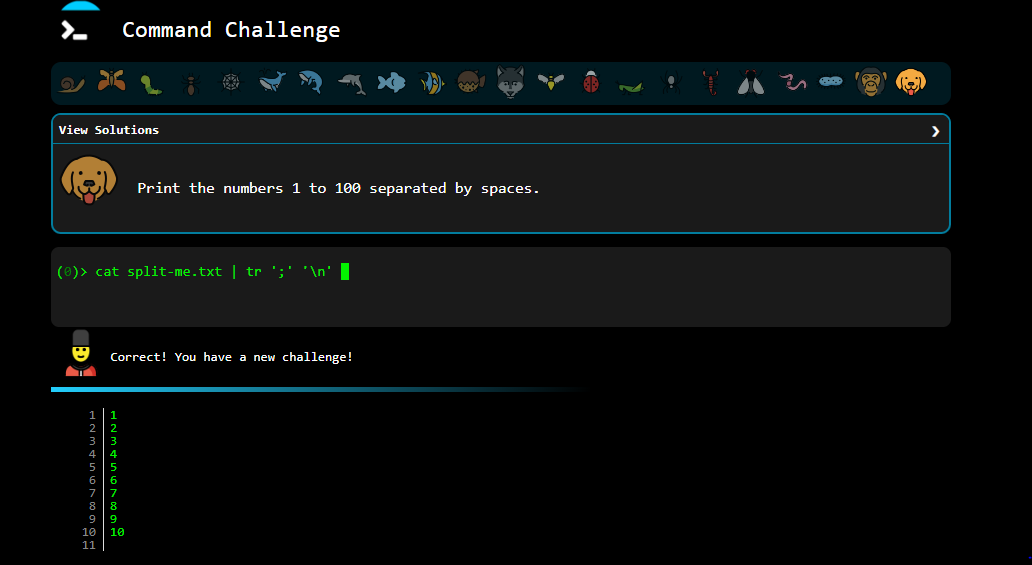 Command Challenge
View Solutions
Print the numbers 1 to 100 separated by spaces.
(0)> cat split-me.txt | tr ';' '\n'
Correct! You have a new challenge!
1 1
2 2
3 3
4 4
5 5
6 6
7 7
8 8
9 9
10 10
11